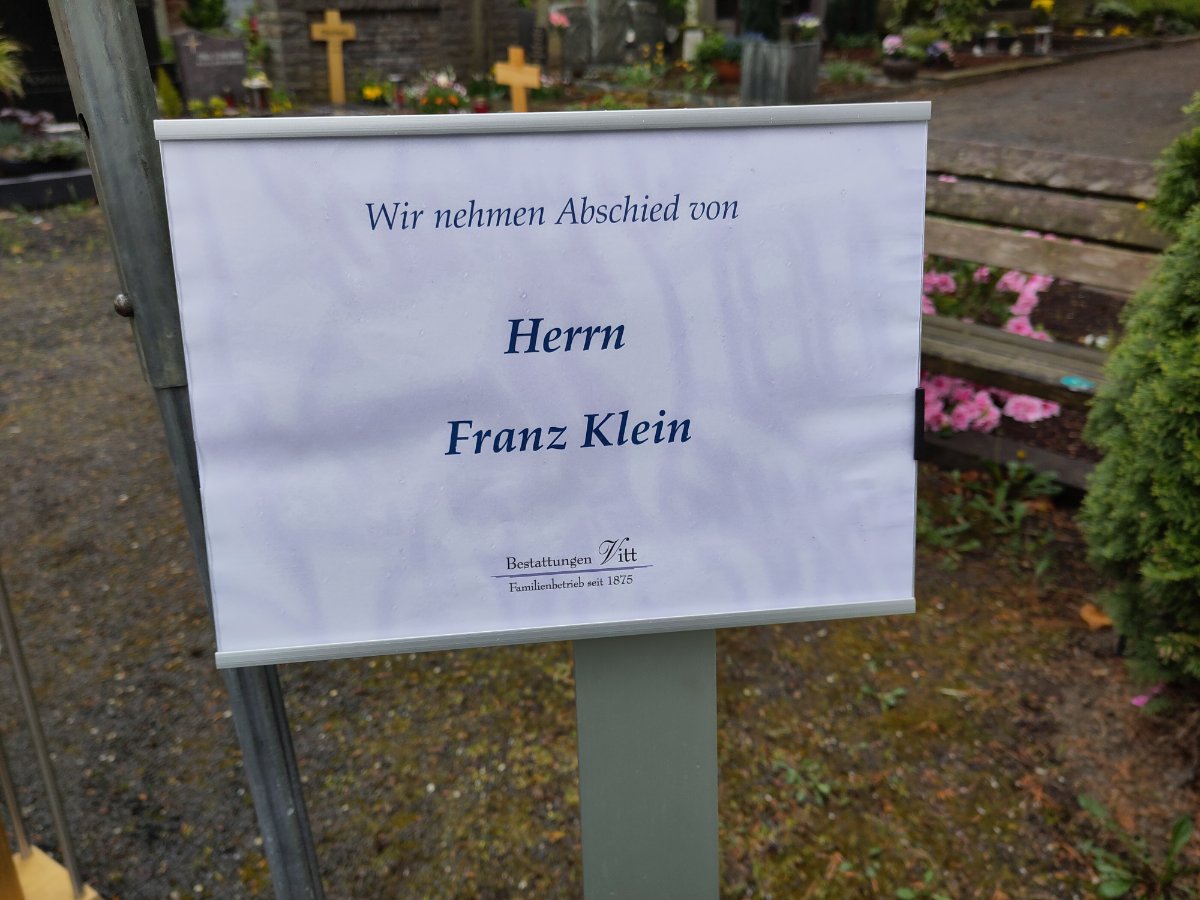 Wir nehmen Abschied von
Herrn
Franz Klein
Bestattungen Vitt
Familienbetrieb seit 1875